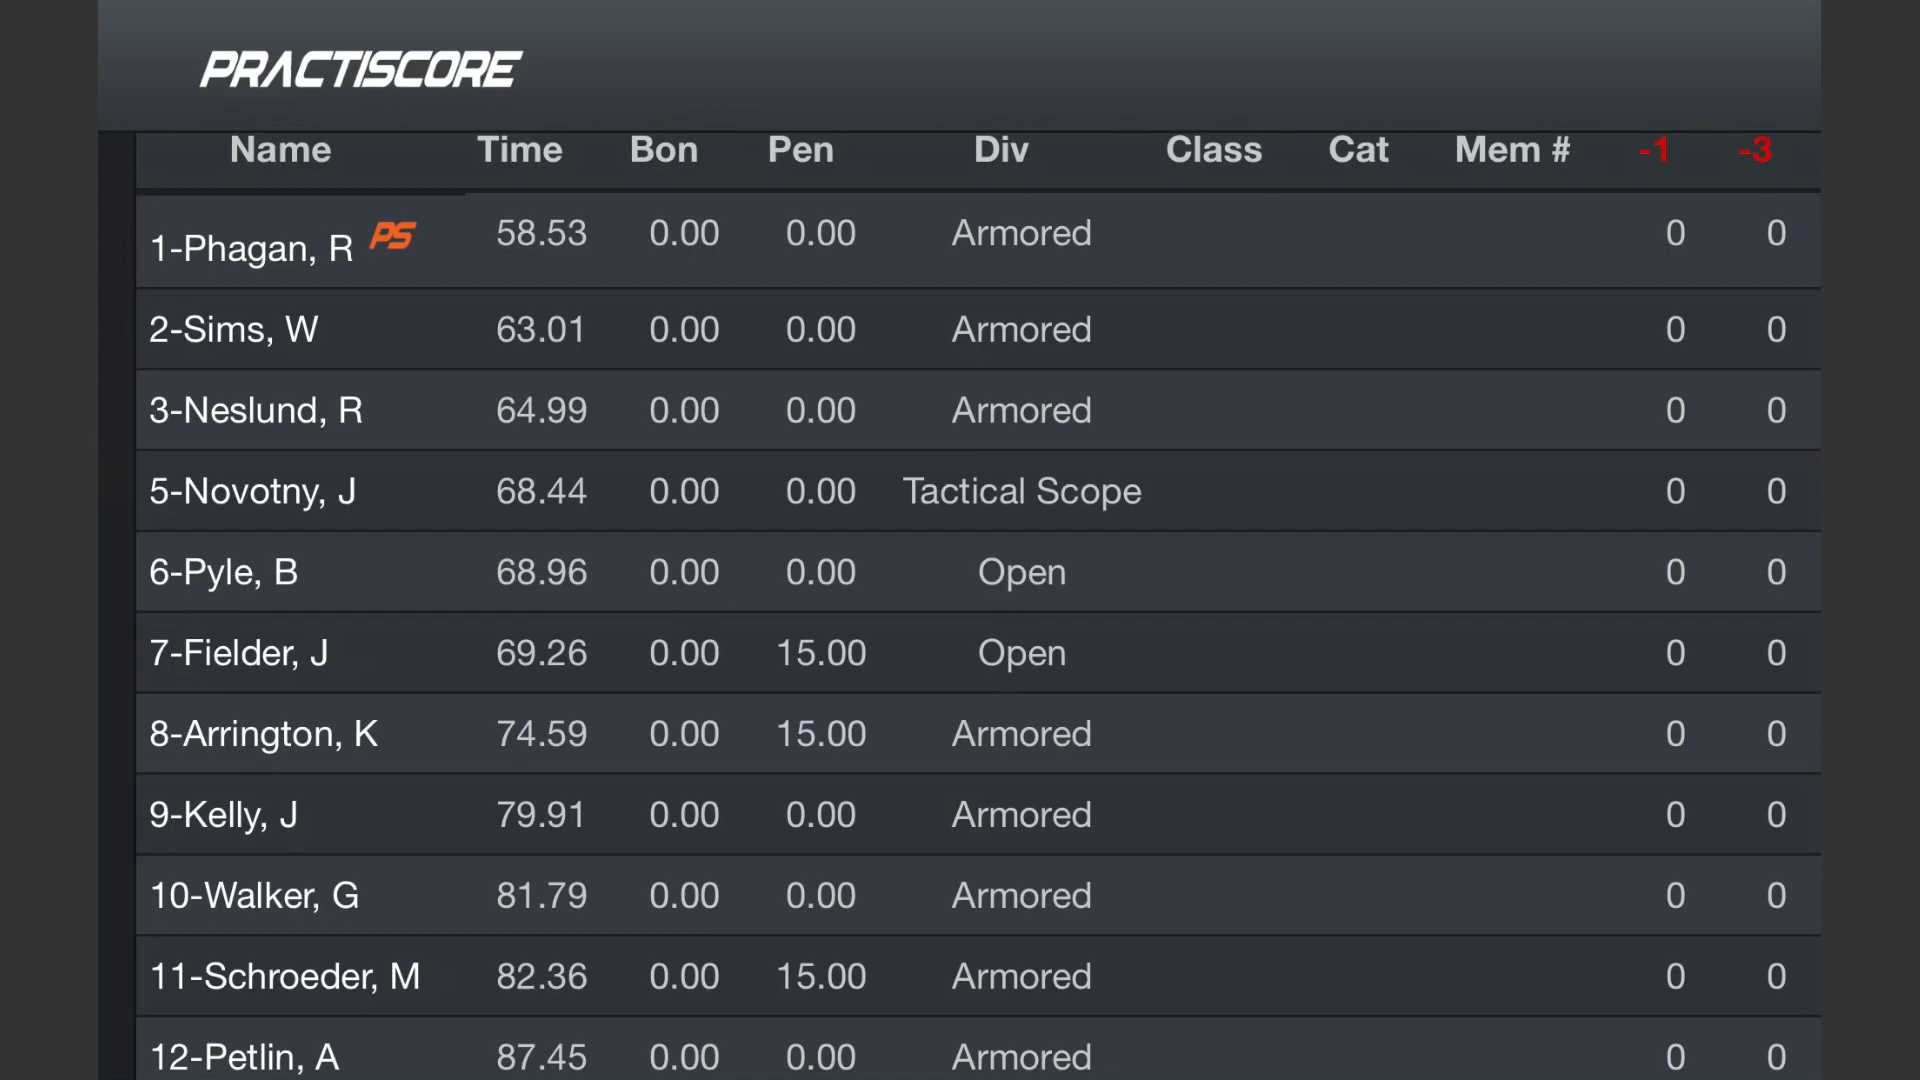 PRACTISCORE
Name Time Bon Pen Div Class Cat Mem # -1 -3
1-Phagan, R PS 58.53 0.00 0.00 Armored 0 0
2-Sims, W 63.01 0.00 0.00 Armored 0 0
3-Neslund, R 64.99 0.00 0.00 Armored 0 0
5-Novotny, J 68.44 0.00 0.00 Tactical Scope 0 0
6-Pyle, B 68.96 0.00 0.00 Open 0 0
7-Fielder, J 69.26 0.00 15.00 Open 0 0
8-Arrington, K 74.59 0.00 15.00 Armored 0 0
9-Kelly, J 79.91 0.00 0.00 Armored 0 0
10-Walker, G 81.79 0.00 0.00 Armored 0 0
11-Schroeder, M 82.36 0.00 15.00 Armored 0 0
12-Petlin, A 87.45 0.00 0.00 Armored 0 0